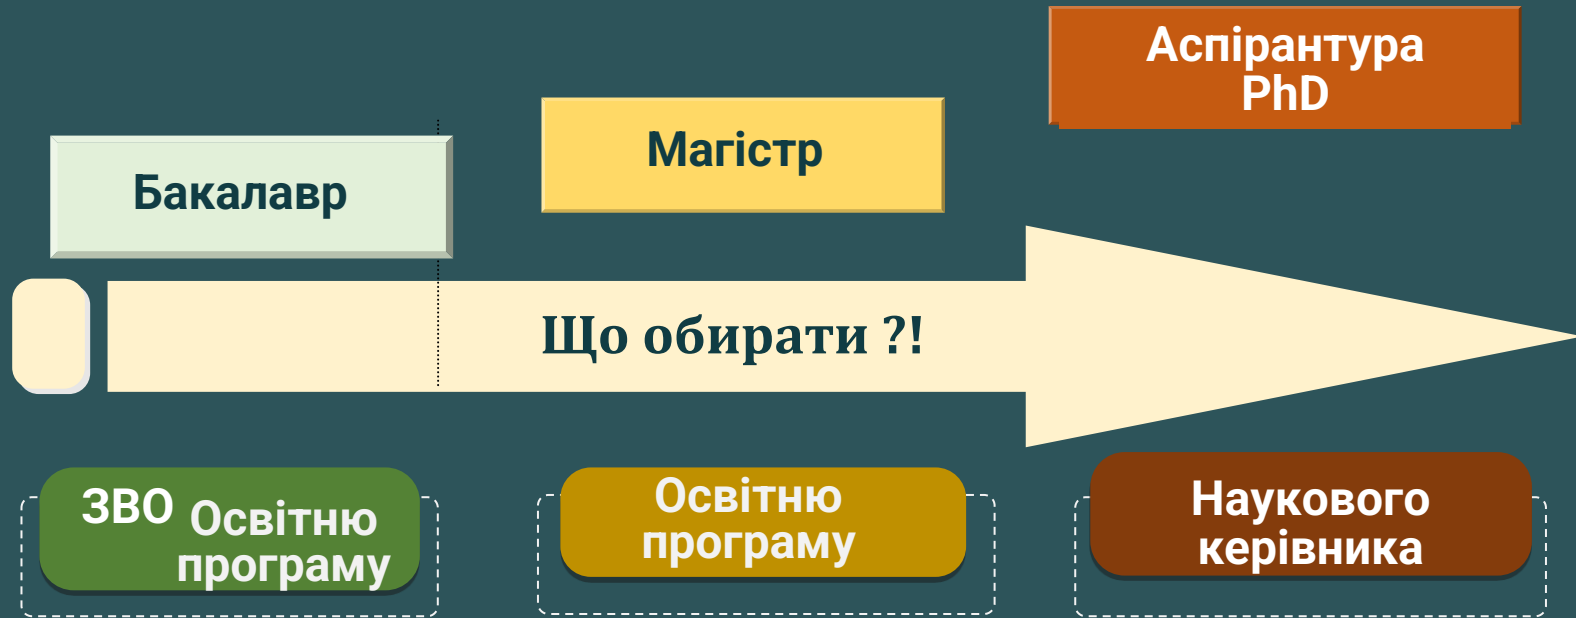 Аспірантура
PhD
Магістр
Бакалавр
Що обирати ?!
ЗВО Освітню
програму
Освітню
програму
Наукового
керівника